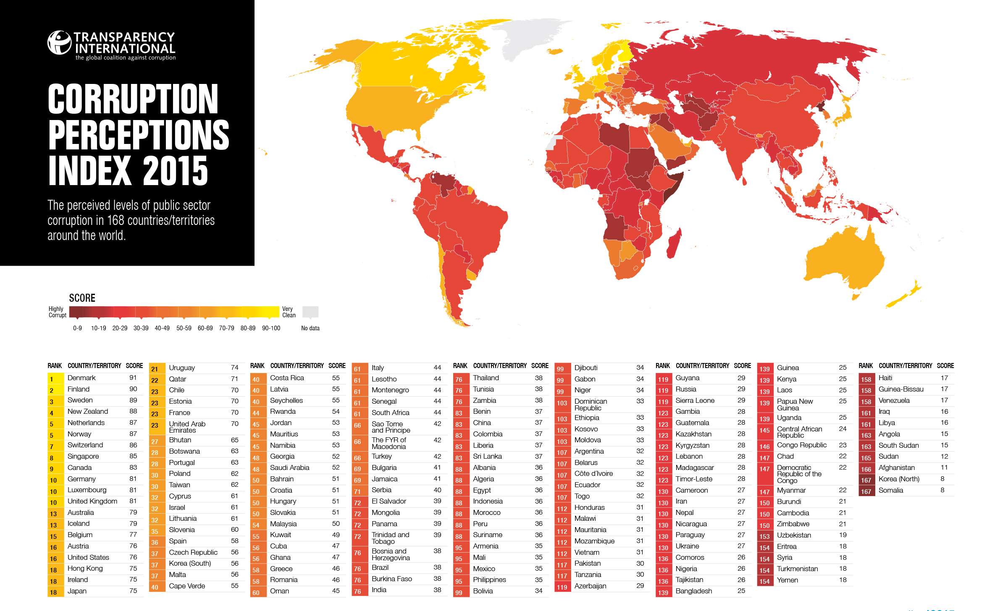 TRANSPARENCY
INTERNATIONAL
the global coalition against corruption
CORRUPTION
PERCEPTIONS
INDEX 2015
The perceived levels of public sector
corruption in 168 countries/territories
around the world.
SCORE
Highly
Corrupt
Very
Clean
0-9 10-19 20-29 30-39 40-49 50-59 60-69 70-79 80-89 90-100 No data
RANK COUNTRY/TERRITORY SCORE
1 Denmark 91
2 Finland 90
3 Sweden 89
4 New Zealand 88
5 Netherlands 87
5 Norway 87
7 Switzerland 86
8 Singapore 85
9 Canada 83
10 Germany 81
10 Luxembourg 81
10 United Kingdom 81
13 Australia 79
13 Iceland 79
15 Belgium 77
16 Austria 76
16 United States 76
18 Hong Kong 75
18 Ireland 75
18 Japan 75
21 Uruguay 74
22 Qatar 71
23 Chile 70
23 Estonia 70
23 France 70
23 United Arab 70
Emirates
27 Bhutan 65
28 Botswana 63
28 Portugal 63
30 Poland 62
30 Taiwan 62
32 Cyprus 61
32 Israel 61
32 Lithuania 61
35 Slovenia 60
36 Spain 58
37 Czech Republic 56
37 Korea (South) 56
37 Malta 56
40 Cape Verde 55
RANK COUNTRY/TERRITORY SCORE
40 Costa Rica 55
40 Latvia 55
40 Seychelles 55
44 Rwanda 54
45 Jordan 53
45 Mauritius 53
45 Namibia 53
48 Georgia 52
48 Saudi Arabia 52
50 Bahrain 51
50 Croatia 51
50 Hungary 51
50 Slovakia 51
54 Malaysia 50
55 Kuwait 49
56 Cuba 47
56 Ghana 47
58 Greece 46
58 Romania 46
60 Oman 45
61 Italy 44
61 Lesotho 44
61 Montenegro 44
61 Senegal 44
61 South Africa 44
66 Sao Tome 42
and Principe
66 The FYR of 42
Macedonia
66 Turkey 42
69 Bulgaria 41
69 Jamaica 41
71 Serbia 40
72 El Salvador 39
72 Mongolia 39
72 Panama 39
72 Trinidad and 39
Tobago
76 Bosnia and 38
Herzegovina
76 Brazil 38
76 Burkina Faso 38
76 India 38
RANK COUNTRY/TERRITORY SCORE
76 Thailand 38
76 Tunisia 38
76 Zambia 38
83 Benin 37
83 China 37
83 Colombia 37
83 Liberia 37
83 Sri Lanka 37
88 Albania 36
88 Algeria 36
88 Egypt 36
88 Indonesia 36
88 Morocco 36
88 Peru 36
88 Suriname 36
95 Armenia 35
95 Mali 35
95 Mexico 35
95 Philippines 35
99 Bolivia 34
99 Djibouti 34
99 Gabon 34
99 Niger 34
103 Dominican 33
Republic
103 Ethiopia 33
103 Kosovo 33
103 Moldova 33
107 Argentina 32
107 Belarus 32
107 Côte d´Ivoire 32
107 Ecuador 32
107 Togo 32
112 Honduras 31
112 Malawi 31
112 Mauritania 31
112 Mozambique 31
112 Vietnam 31
117 Pakistan 30
117 Tanzania 30
119 Azerbaijan 29
RANK COUNTRY/TERRITORY SCORE
119 Guyana 29
119 Russia 29
119 Sierra Leone 29
123 Gambia 28
123 Guatemala 28
123 Kazakhstan 28
123 Kyrgyzstan 28
123 Lebanon 28
123 Madagascar 28
123 Timor-Leste 28
130 Cameroon 27
130 Iran 27
130 Nepal 27
130 Nicaragua 27
130 Paraguay 27
130 Ukraine 27
136 Comoros 26
136 Nigeria 26
136 Tajikistan 26
139 Bangladesh 25
139 Guinea 25
139 Kenya 25
139 Laos 25
139 Papua New 25
Guinea
139 Uganda 25
145 Central African 24
Republic
146 Congo Republic 23
147 Chad 22
147 Democratic 22
Republic of the
Congo
147 Myanmar 22
150 Burundi 21
150 Cambodia 21
150 Zimbabwe 21
153 Uzbekistan 19
154 Eritrea 18
154 Syria 18
154 Turkmenistan 18
154 Yemen 18
RANK COUNTRY/TERRITORY SCORE
158 Haiti 17
158 Guinea-Bissau 17
158 Venezuela 17
161 Iraq 16
161 Libya 16
163 Angola 15
163 South Sudan 15
165 Sudan 12
166 Afghanistan 11
167 Korea (North) 8
167 Somalia 8